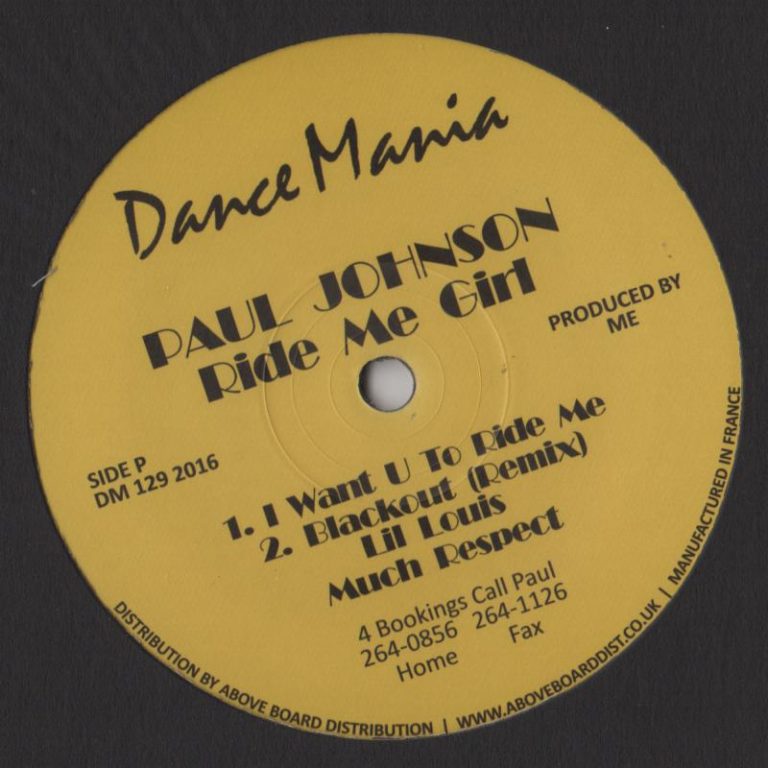 Dance Mania
PAUL JOHNSON
Ride Me Girl
PRODUCED BY
ME
SIDE P
DM 129 2016
1. I Want U To Ride Me
2. Blackout (Remix)
Lil Louis
Much Respect
4 Bookings Call Paul
264-0856 264-1126
Home Fax
DISTRIBUTION BY ABOVE BOARD DISTRIBUTION | WWW.ABOVEBOARDDIST.CO.UK | MANUFACTURED IN FRANCE